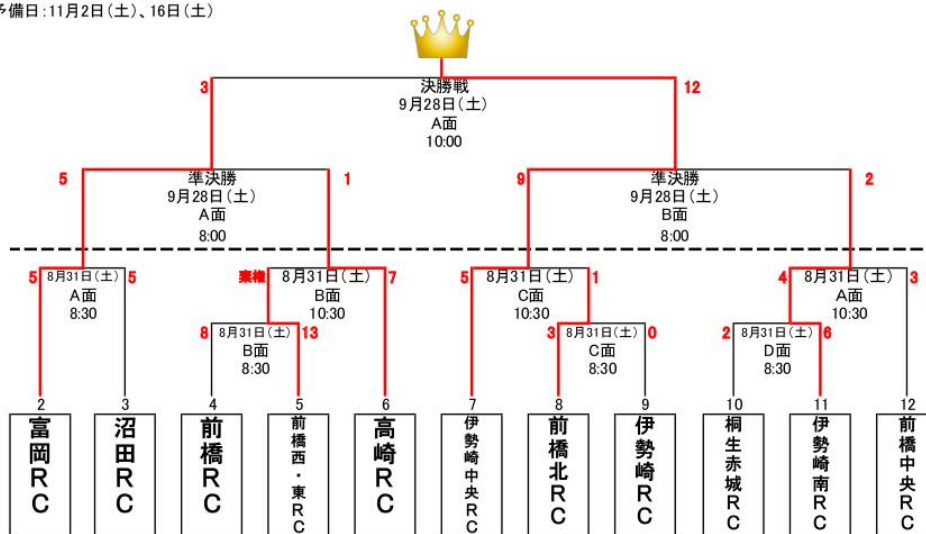 予備日:11月2日(土)、16日(土)
3
決勝戦
9月28日(土)
A面
10:00
12
5
準決勝
9月28日(土)
A面
8:00
1
9
準決勝
9月28日(土)
B面
8:00
2
5
8月31日(土)
A面
8:30
5
棄権
8月31日(土)
B面
10:30
7
5
8月31日(土)
C面
10:30
1
4
8月31日(土)
A面
10:30
3
8
8月31日(土)
B面
8:30
13
3
8月31日(土)
C面
8:30
0
2
8月31日(土)
D面
8:30
6
2
富岡RC
3
沼田RC
4
前橋RC
5
前橋西・東RC
6
高崎RC
7
伊勢崎中央RC
8
前橋北RC
9
伊勢崎RC
10
桐生赤城RC
11
伊勢崎南RC
12
前橋中央RC